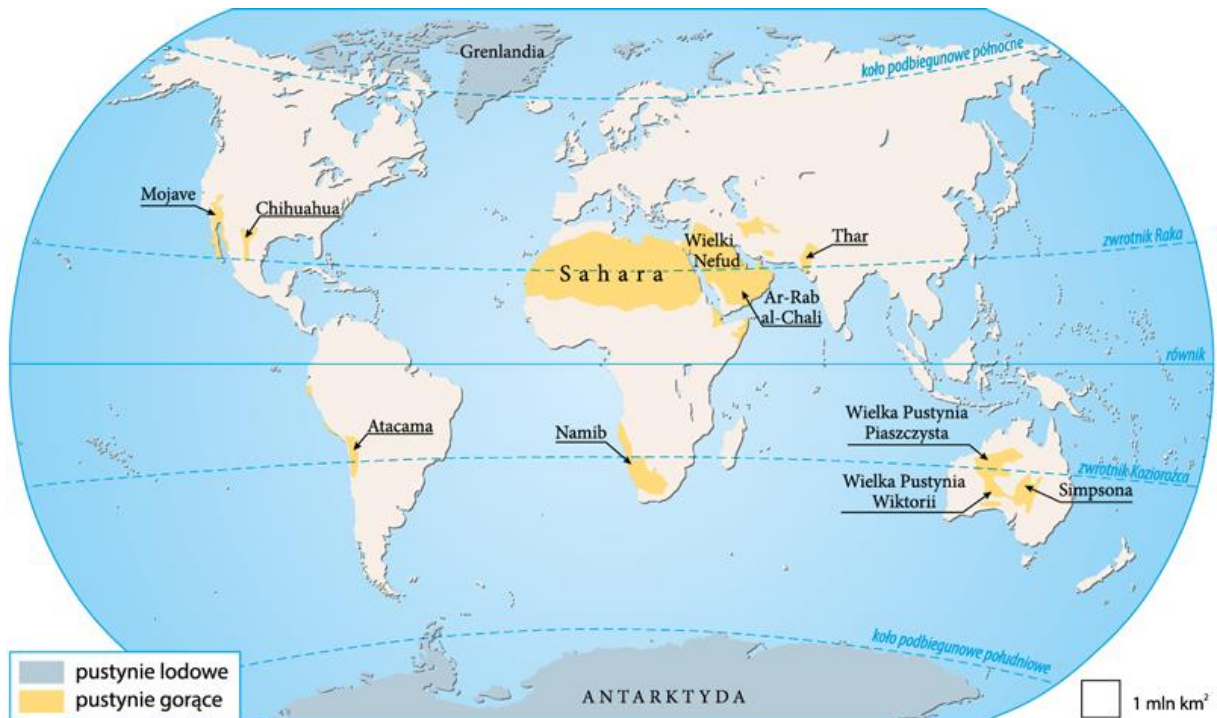 Grenlandia
koło podbiegunowe północne
Mojave
Chihuahua
Sahara
Wielki
Nefud
Thar
zwrotnik Raka
Ar-Rab
al-Chali
równik
Atacama
Namib
Wielka Pustynia
Piaszczysta
zwrotnik Koziorożca
Wielka Pustynia
Wiktorii
Simpsona
koło podbiegunowe południowe
pustynie lodowe
pustynie gorące
ANTARKTYDA
1 mln km²